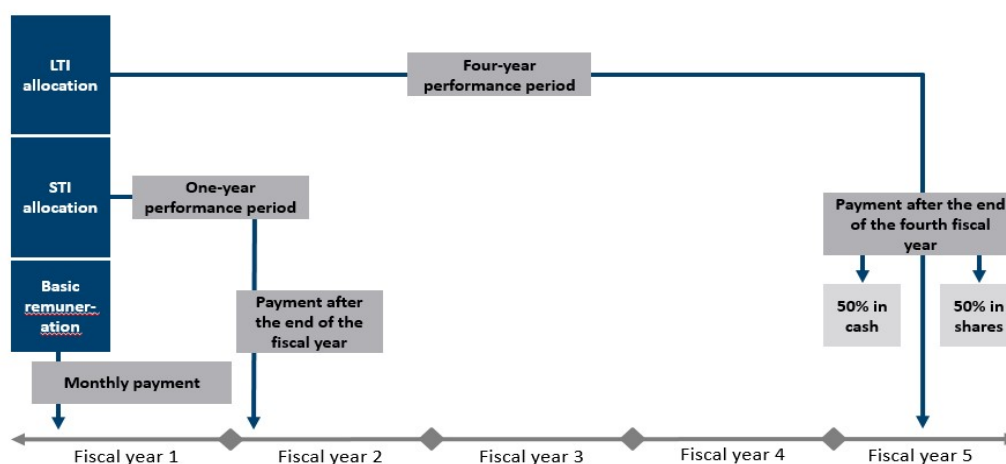 LTI
allocation
Four-year
performance period
STI
allocation
One-year
performance period
Payment after the end
of the fourth fiscal
year
Basic
remuner-
ation
Payment after
the end of the
fiscal year
50% in
cash
50% in
shares
Monthly payment
Fiscal year 1
Fiscal year 2
Fiscal year 3
Fiscal year 4
Fiscal year 5